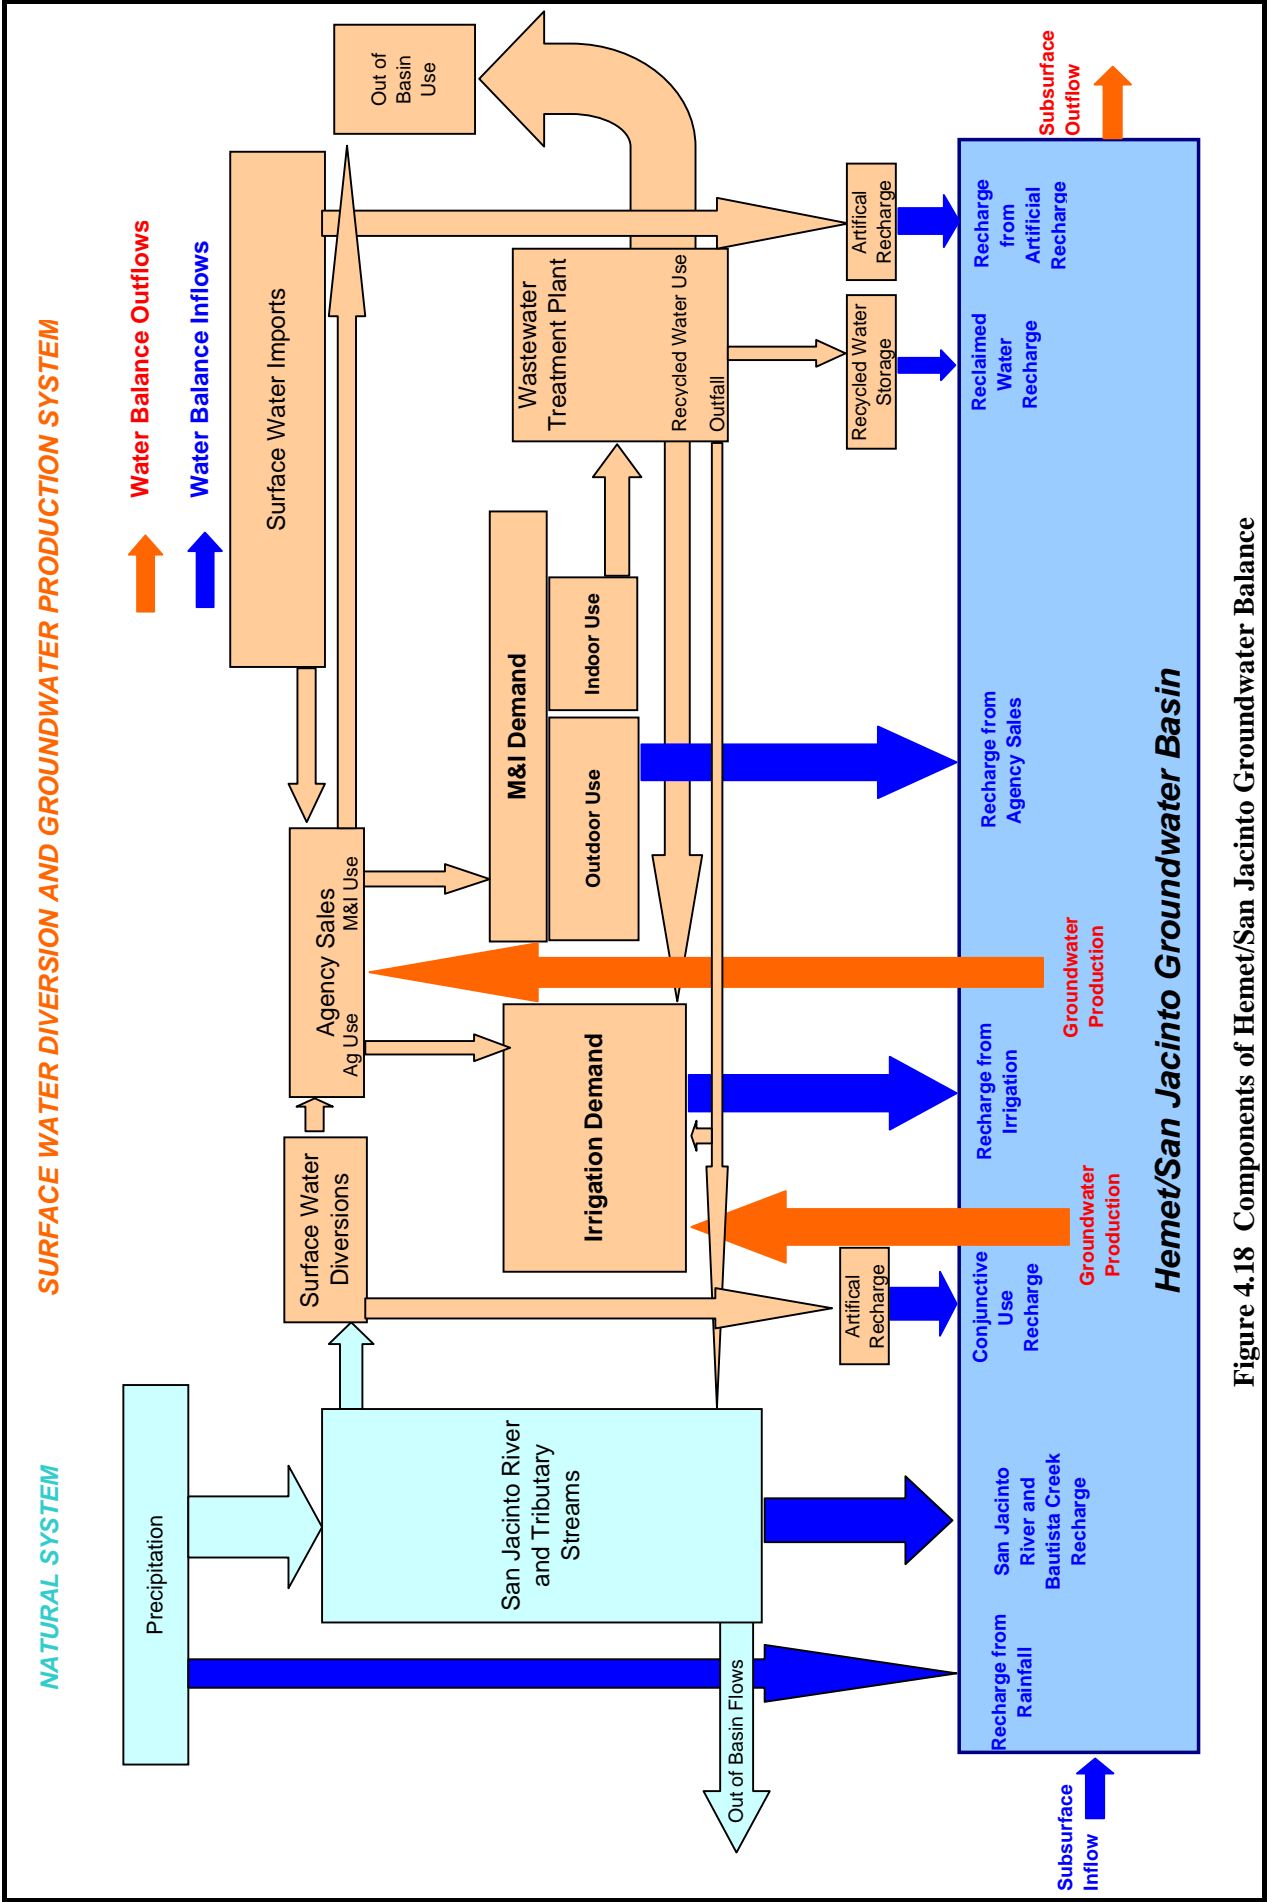 NATURAL SYSTEM
SURFACE WATER DIVERSION AND GROUNDWATER PRODUCTION SYSTEM
Water Balance Outflows
Water Balance Inflows
Precipitation
Surface Water Imports
Out of
Basin
Use
Surface Water
Diversions
Agency Sales
Ag Use
M&I Use
San Jacinto River
and Tributary
Streams
Irrigation Demand
M&I Demand
Outdoor Use
Indoor Use
Wastewater
Treatment Plant
Recycled Water Use
Outfall
Out of Basin Flows
Artifical
Recharge
Recycled Water
Storage
Artifical
Recharge
Subsurface
Inflow
Recharge from
Rainfall
San Jacinto
River and
Bautista Creek
Recharge
Conjunctive
Use
Recharge
Groundwater
Production
Recharge from
Irrigation
Groundwater
Production
Recharge from
Agency Sales
Reclaimed
Water
Recharge
Recharge
from
Artificial
Recharge
Subsurface
Outflow
Hemet/San Jacinto Groundwater Basin
Figure 4.18 Components of Hemet/San Jacinto Groundwater Balance